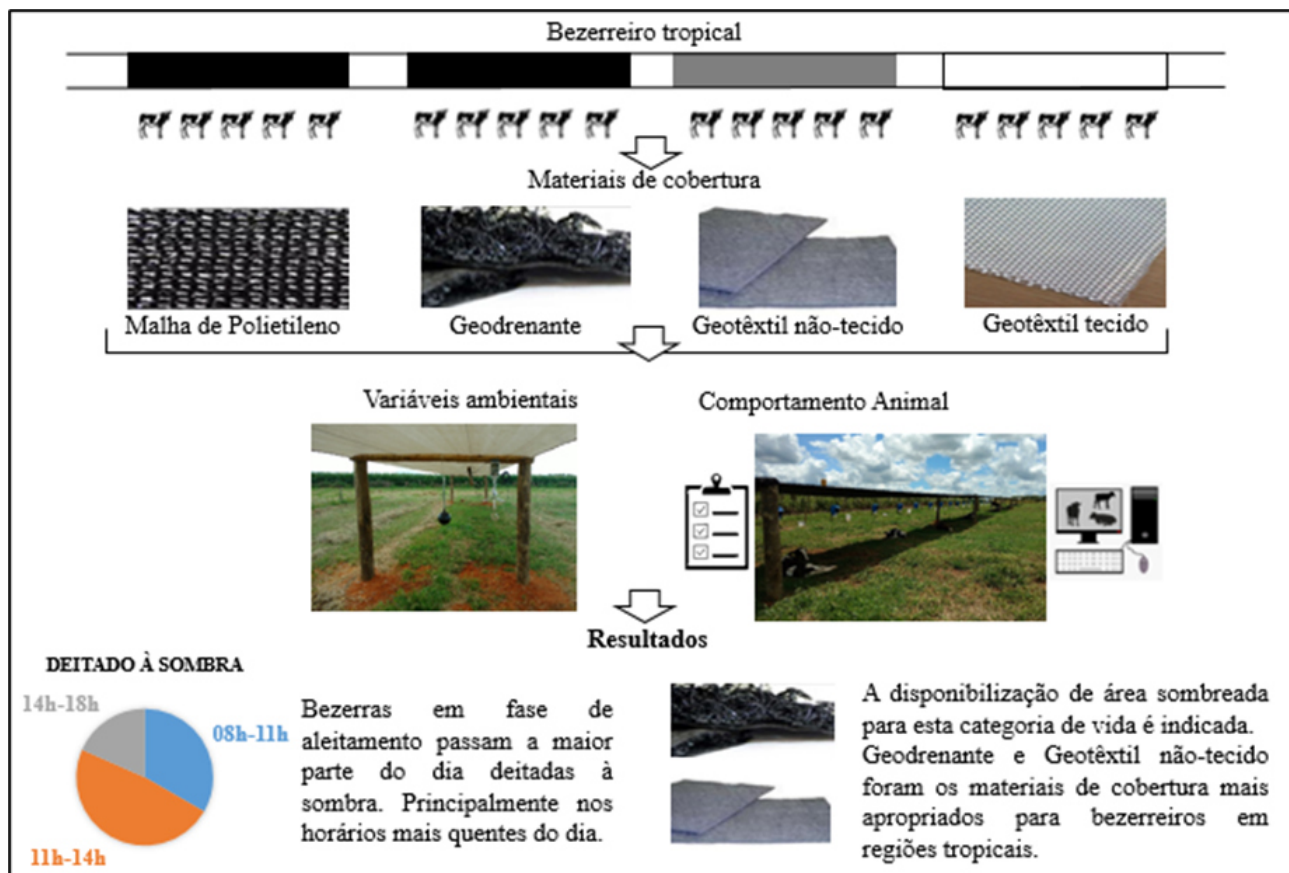 Bezerreiro tropical
Materiais de cobertura
Malha de Polietileno
Geodrenante
Geotêxtil não-tecido
Geotêxtil tecido
Variáveis ambientais
Comportamento Animal
Resultados
DEITADO À SOMBRA
14h-18h
08h-11h
11h-14h
Bezerras em fase de
aleitamento passam a maior
parte do dia deitadas à
sombra. Principalmente nos
horários mais quentes do dia.
A disponibilização de área sombreada
para esta categoria de vida é indicada.
Geodrenante e Geotêxtil não-tecido
foram os materiais de cobertura mais
apropriados para bezerreiros em
regiões tropicais.